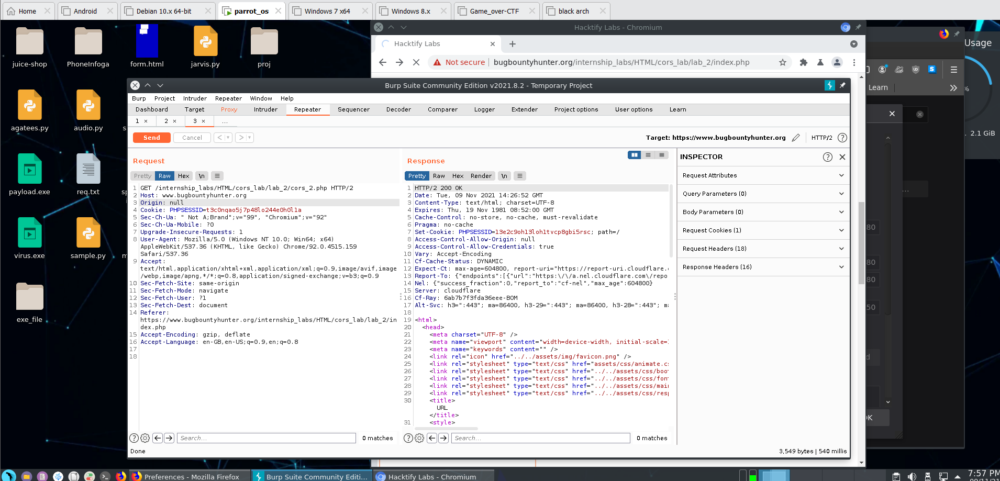 Home
Android
Debian 10.x 64-bit
parrot_os
Windows 7 x64
Windows 8.x
Game_over-CTF
black arch
juice-shop
PhoneInfoga
form.html
jarvis.py
proj
agatees.py
audio.py
payload.exe
req.txt
virus.exe
sample.py
exe_file
Hacktify Labs - Chromium
Hacktify Labs
Not secure | bugbountyhunter.org/internship_labs/HTML/cors_lab/lab_2/index.php
Usage
Learn
%
2.1 GiB
80
80
80
50
Burp Suite Community Edition v2021.8.2 - Temporary Project
Burp Project Intruder Repeater Window Help
Dashboard Target Proxy Intruder Repeater Sequencer Decoder Comparer Logger Extender Project options User options Learn
1 × 2 × 3 × ...
Send Cancel < >
Target: https://www.bugbountyhunter.org HTTP/2 ?
Request
Pretty Raw Hex \n
1 GET /internship_labs/HTML/cors_lab/lab_2/cors_2.php HTTP/2
2 Host: www.bugbountyhunter.org
3 Origin: null
4 Cookie: PHPSESSID=t3c0nqao5j7p48lo244e0h0l1a
5 Sec-Ch-Ua: " Not A;Brand";v="99", "Chromium";v="92"
6 Sec-Ch-Ua-Mobile: ?0
7 Upgrade-Insecure-Requests: 1
8 User-Agent: Mozilla/5.0 (Windows NT 10.0; Win64; x64)
AppleWebKit/537.36 (KHTML, like Gecko) Chrome/92.0.4515.159
Safari/537.36
9 Accept:
text/html,application/xhtml+xml,application/xml;q=0.9,image/avif,image
/webp,image/apng,*/*;q=0.8,application/signed-exchange;v=b3;q=0.9
10 Sec-Fetch-Site: same-origin
11 Sec-Fetch-Mode: navigate
12 Sec-Fetch-User: ?1
13 Sec-Fetch-Dest: document
14 Referer:
https://www.bugbountyhunter.org/internship_labs/HTML/cors_lab/lab_2/in
dex.php
15 Accept-Encoding: gzip, deflate
16 Accept-Language: en-GB,en-US;q=0.9,en;q=0.8
17
18
Search... 0 matches
Response
Pretty Raw Hex Render \n
1 HTTP/2 200 OK
2 Date: Tue, 09 Nov 2021 14:26:52 GMT
3 Content-Type: text/html; charset=UTF-8
4 Expires: Thu, 19 Nov 1981 08:52:00 GMT
5 Cache-Control: no-store, no-cache, must-revalidate
6 Pragma: no-cache
7 Set-Cookie: PHPSESSID=13e2c9oh13loh1tvcp8gbi5rsc; path=/
8 Access-Control-Allow-Origin: null
9 Access-Control-Allow-Credentials: true
10 Vary: Accept-Encoding
11 Cf-Cache-Status: DYNAMIC
12 Expect-Ct: max-age=604800, report-uri="https://report-uri.cloudflare.c
13 Report-To: {"endpoints":[{"url":"https:\/\/a.nel.cloudflare.com\/repo
14 Nel: {"success_fraction":0,"report_to":"cf-nel","max_age":604800}
15 Server: cloudflare
16 Cf-Ray: 6ab7b7f3fda36eee-BOM
17 Alt-Svc: h3=":443"; ma=86400, h3-29=":443"; ma=86400, h3-28=":443"; ma
18
19 <html>
20 <head>
21 <meta charset="UTF-8" />
22 <meta name="viewport" content="width=device-width, initial-scale=1
23 <meta name="keywords" content="" />
24 <link rel="icon" href="../../assets/img/favicon.png" />
25 <link rel="stylesheet" type="text/css" href="assets/css/animate.cs
26 <link rel="stylesheet" type="text/css" href="../../assets/css/boo
27 <link rel="stylesheet" type="text/css" href="../../assets/css/fon
28 <link rel="stylesheet" type="text/css" href="../../assets/css/mai
29 <link rel="stylesheet" type="text/css" href="../../assets/css/resp
30 <title>
URL
</title>
31 <style>
Search... 0 matches
INSPECTOR
Request Attributes
Query Parameters (0)
Body Parameters (0)
Request Cookies (1)
Request Headers (18)
Response Headers (16)
Done
3,549 bytes | 540 millis
OK
Preferences - Mozilla Firefox
Burp Suite Community Editi...
Hacktify Labs - Chromium
7:57 PM